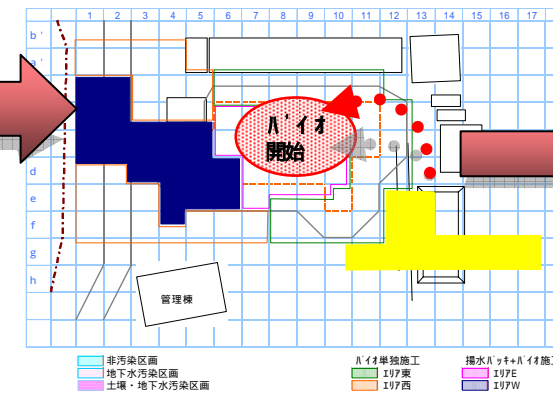 1 2 3 4 5 6 7 8 9 10 11 12 13 14 15 16 17
b'
a'
ﾊﾞｲｵ
開始
d
e
f
g
h
管理棟
非汚染区画
地下水汚染区画
土壌・地下水汚染区画
ﾊﾞｲｵ単独施工
ｴﾘｱ東
ｴﾘｱ西
揚水ﾊﾞｯｷ+ﾊﾞｲｵ施工
ｴﾘｱE
ｴﾘｱW